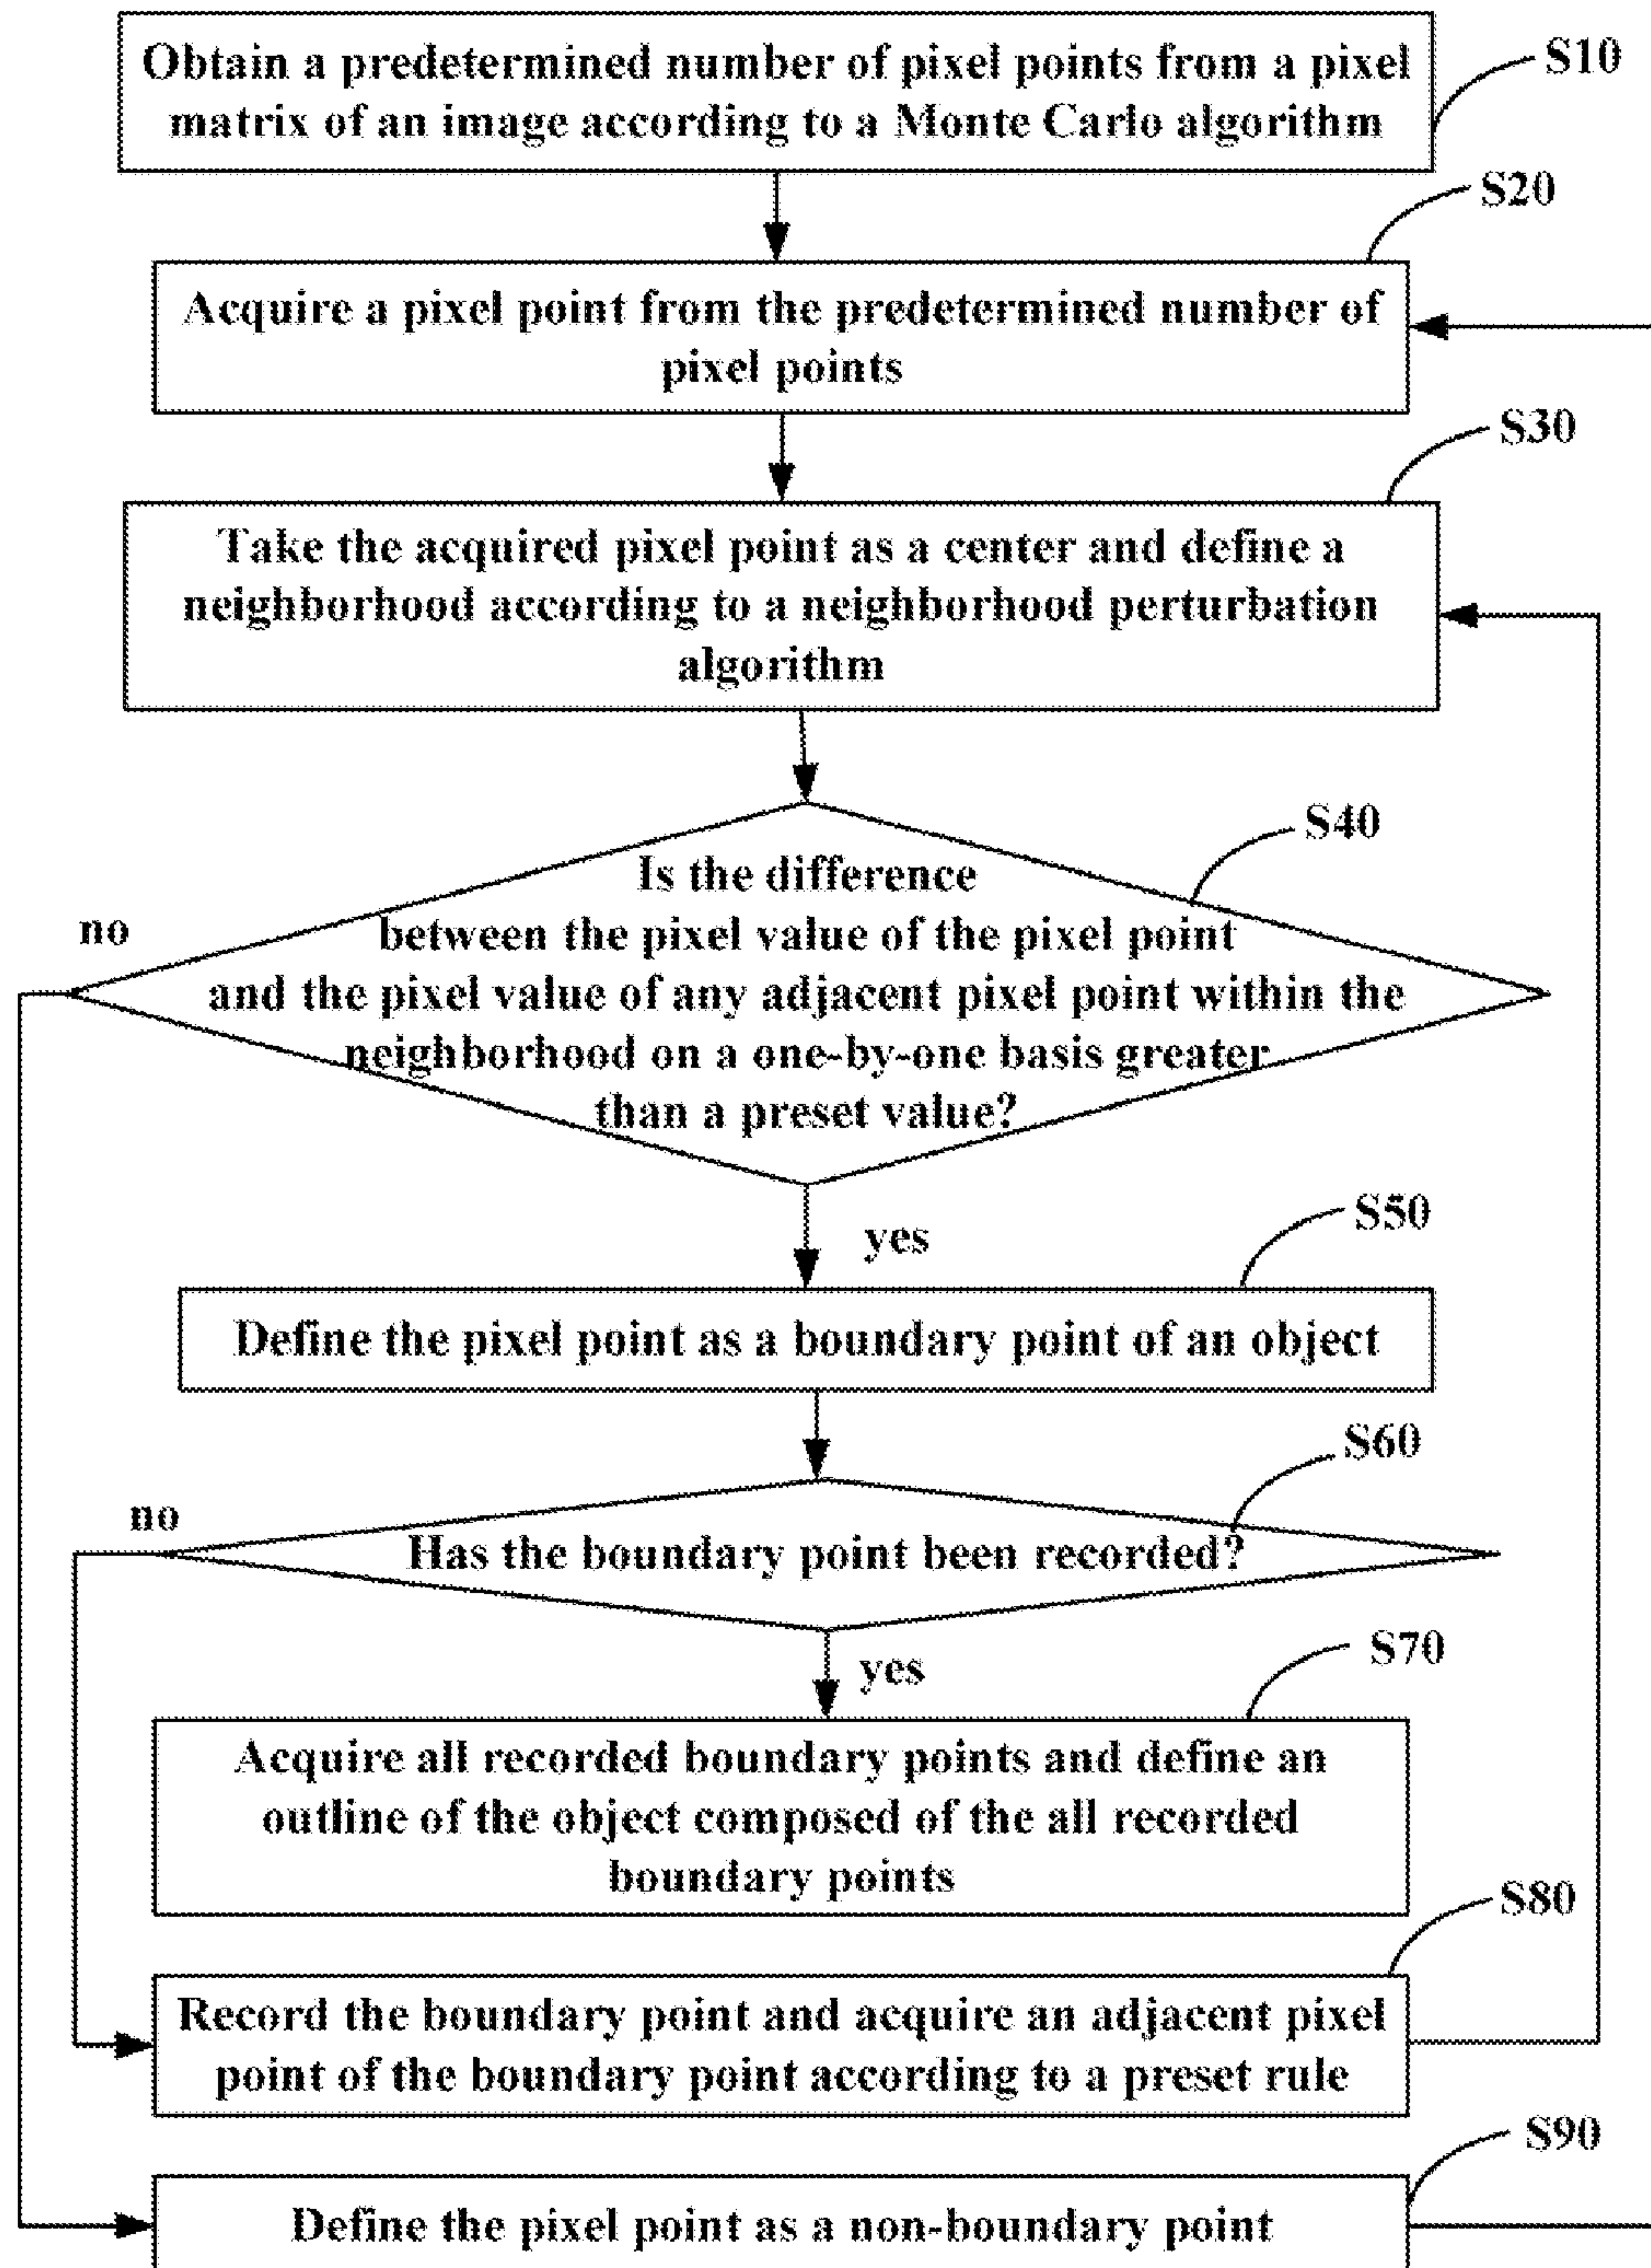 Obtain a predetermined number of pixel points from a pixel
matrix of an image according to a Monte Carlo algorithm
S10
S20
Acquire a pixel point from the predetermined number of
pixel points
S30
Take the acquired pixel point as a center and define a
neighborhood according to a neighborhood perturbation
algorithm
S40
Is the difference
no
between the pixel value of the pixel point
and the pixel value of any adjacent pixel point within the
neighborhood on a one-by-one basis greater
than a preset value?
yes
S50
Define the pixel point as a boundary point of an object
S60
no
Has the boundary point been recorded?
yes
S70
Acquire all recorded boundary points and define an
outline of the object composed of the all recorded
boundary points
S80
Record the boundary point and acquire an adjacent pixel
point of the boundary point according to a preset rule
S90
Define the pixel point as a non-boundary point